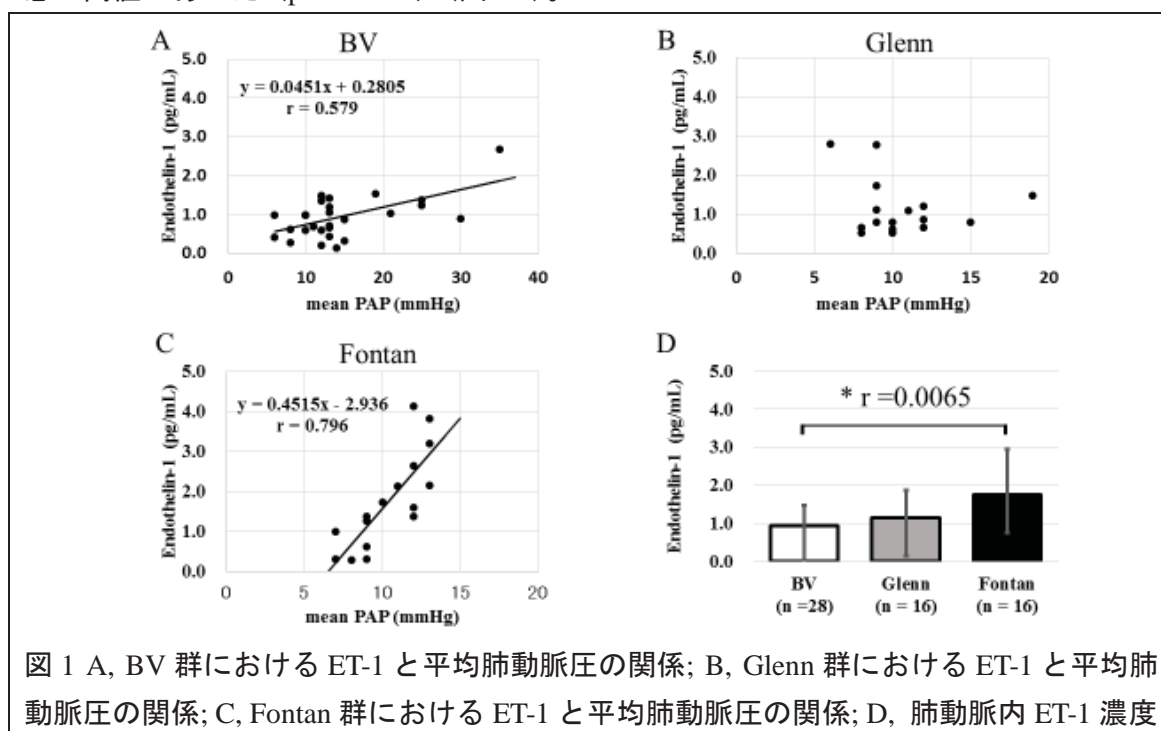 A
BV
5.0
4.0
3.0
2.0
1.0
0.0
Endothelin-1 (pg/mL)
y = 0.0451x + 0.2805
r = 0.579
0 10 20 30 40
mean PAP (mmHg)
B
Glenn
5.0
4.0
3.0
2.0
1.0
0.0
Endothelin-1 (pg/mL)
0 5 10 15 20
mean PAP (mmHg)
C
Fontan
5.0
4.0
3.0
2.0
1.0
0.0
Endothelin-1 (pg/mL)
y = 0.4515x - 2.936
r = 0.796
0 5 10 15 20
mean PAP (mmHg)
D
5.0
4.0
3.0
2.0
1.0
0.0
Endothelin-1 (pg/mL)
* r =0.0065
BV Glenn Fontan
(n =28) (n = 16) (n = 16)
図 1 A, BV 群における ET-1 と平均肺動脈圧の関係; B, Glenn 群における ET-1 と平均肺
動脈圧の関係; C, Fontan 群における ET-1 と平均肺動脈圧の関係; D, 肺動脈内 ET-1 濃度